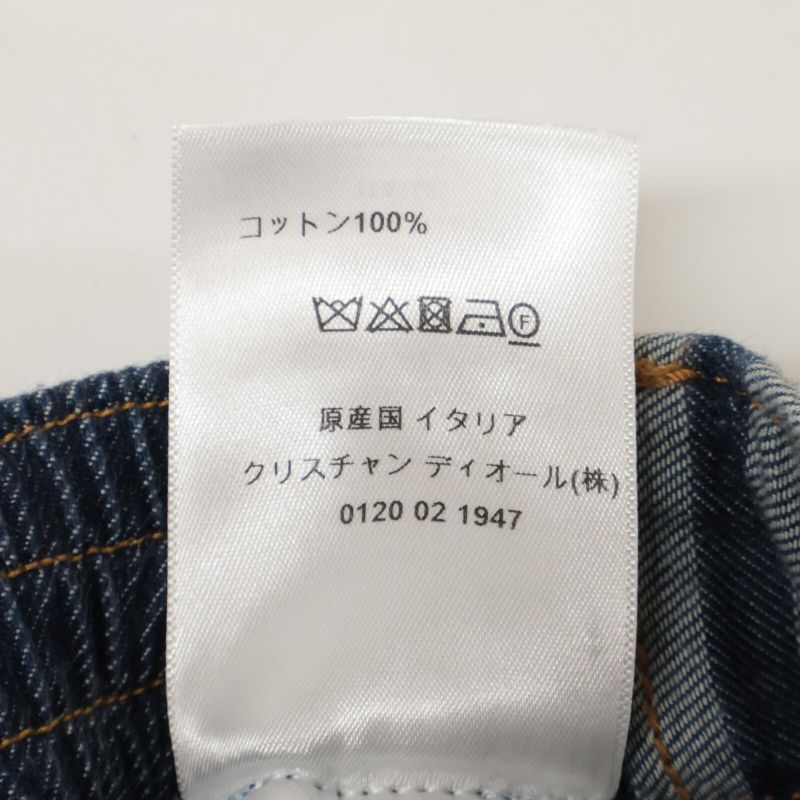 コットン100%
F
原産国 イタリア
クリスチャン ディオール(株)
0120 02 1947